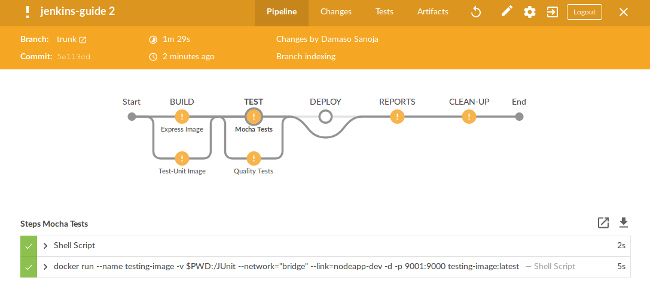 jenkins-guide 2
Pipeline Changes Tests Artifacts Logout
Branch: trunk 1m 29s Changes by Damaso Sanoja
Commit: 5e113ed 2 minutes ago Branch indexing
Start BUILD TEST DEPLOY REPORTS CLEAN-UP End
Express Image Mocha Tests
Test-Unit Image Quality Tests
Steps Mocha Tests
Shell Script 2s
docker run --name testing-image -v $PWD:/JUnit --network="bridge" --link=nodeapp-dev -d -p 9001:9000 testing-image:latest — Shell Script 5s